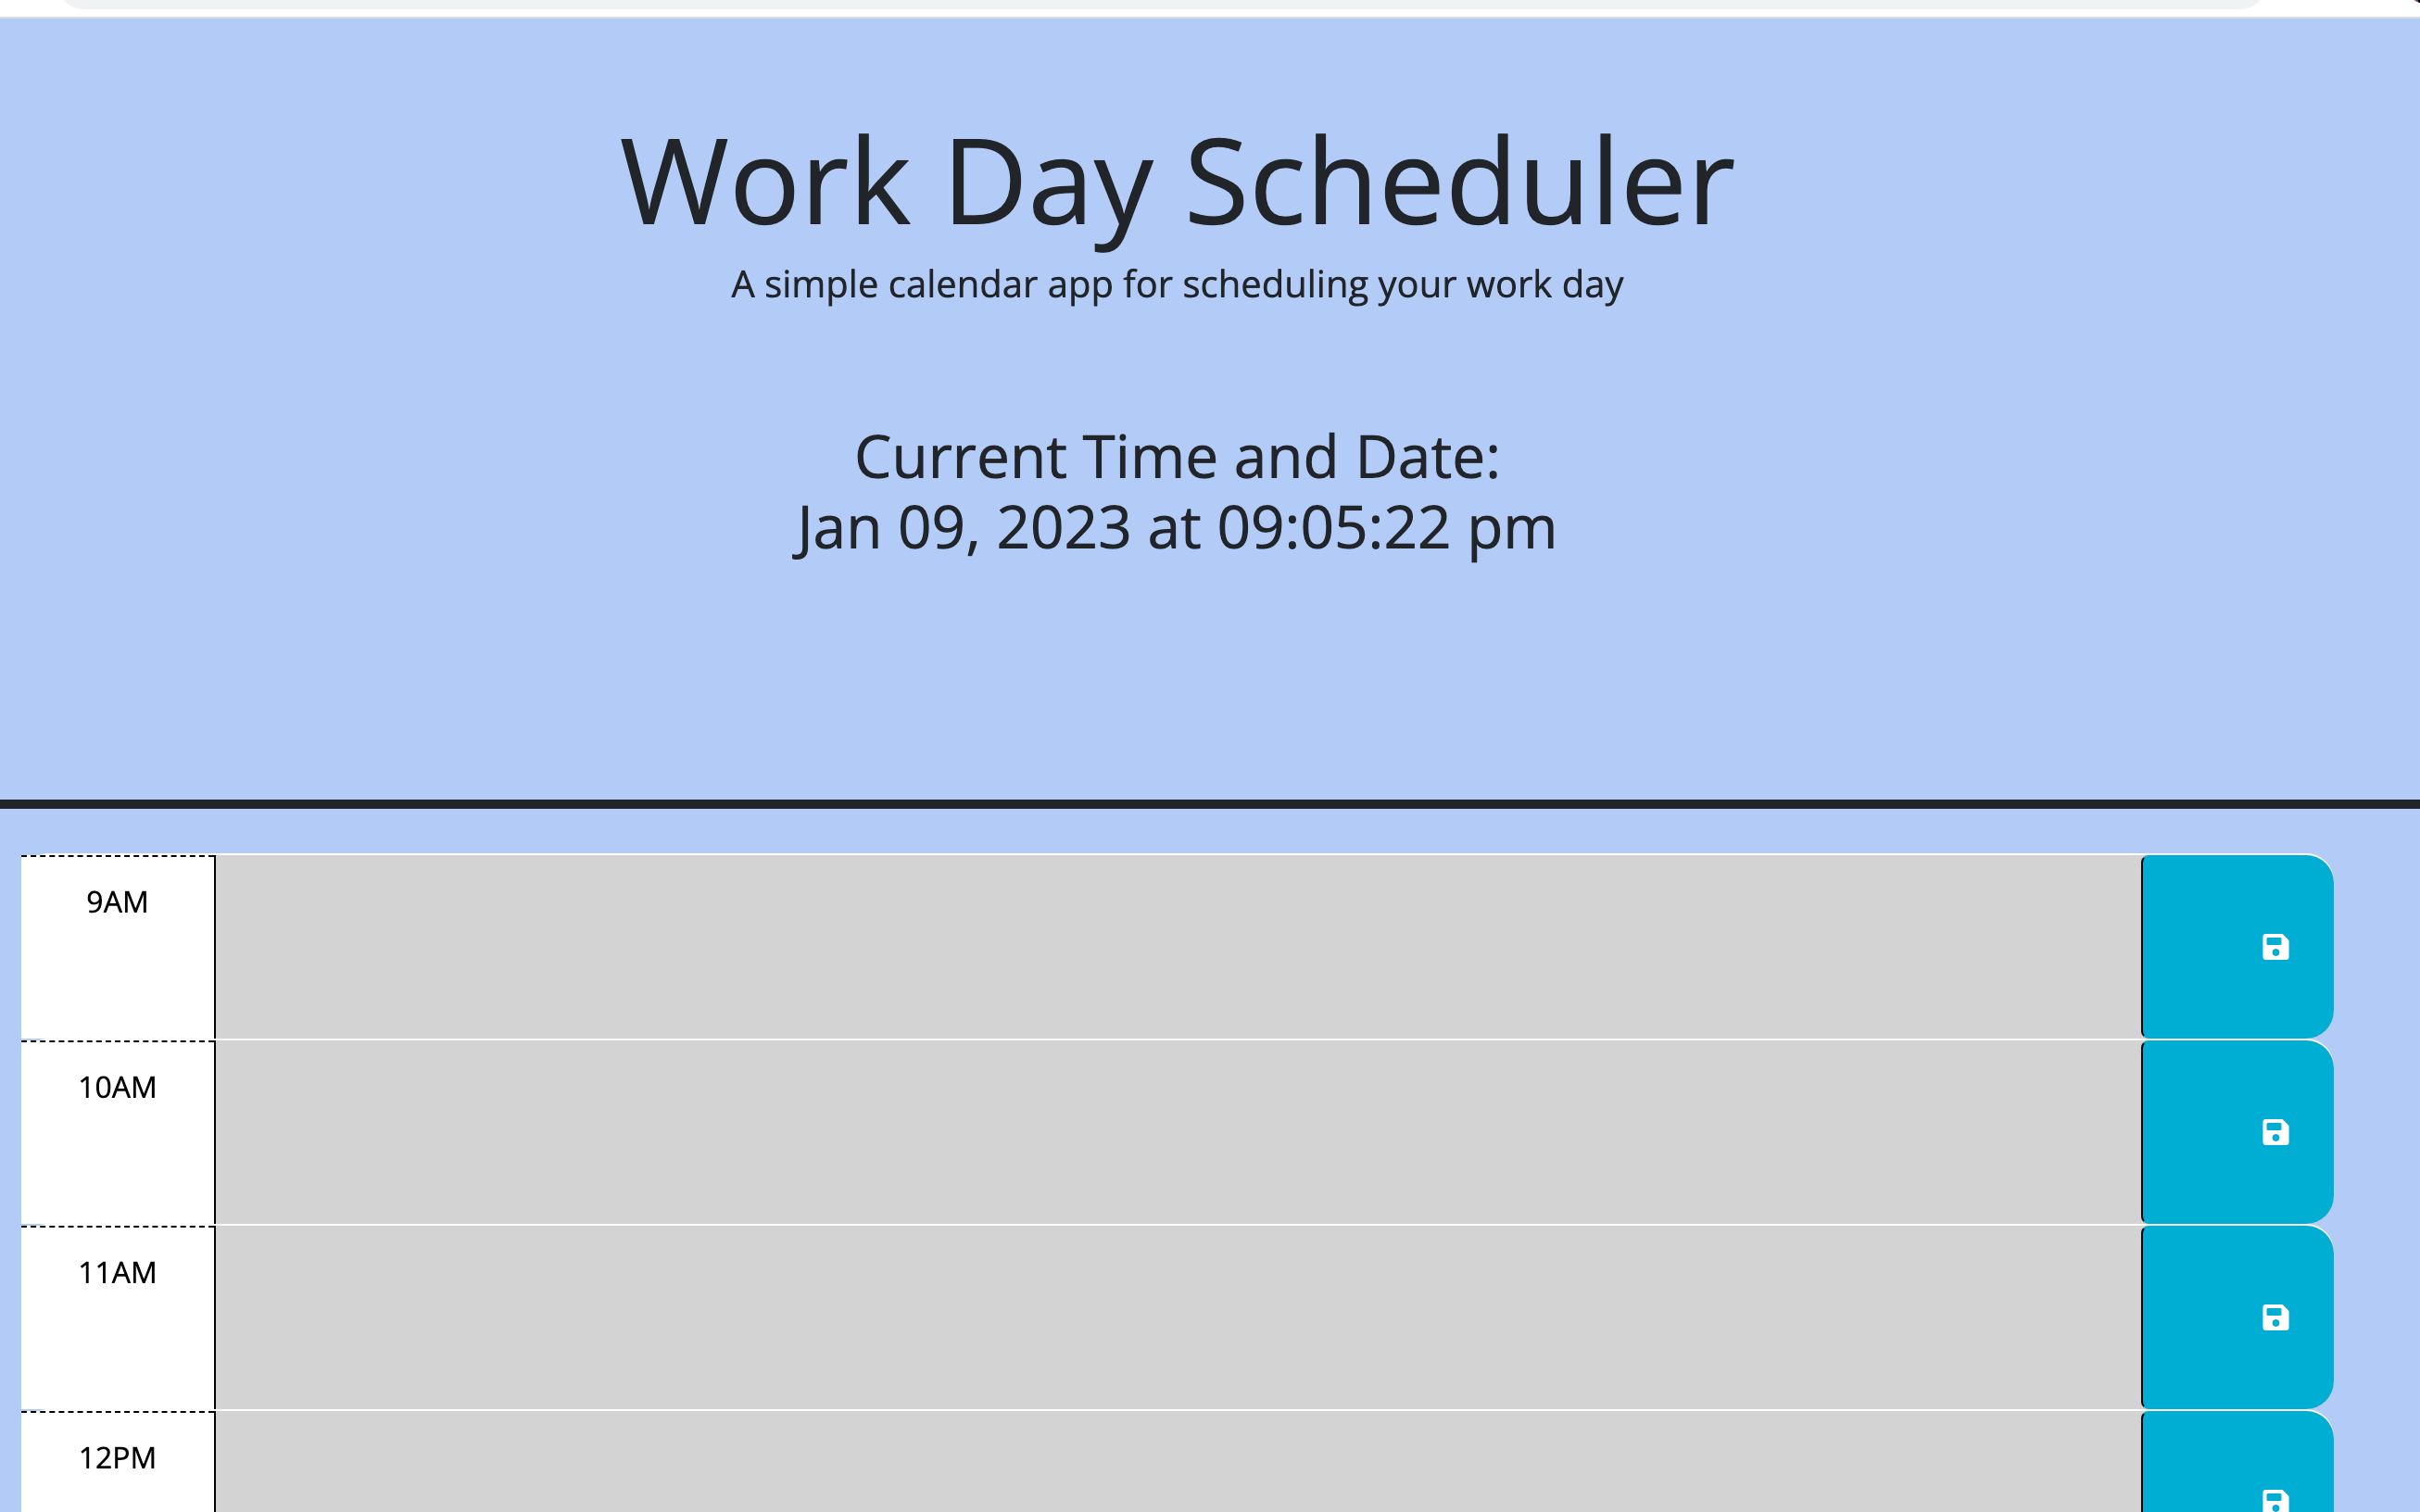 Work Day Scheduler
A simple calendar app for scheduling your work day
Current Time and Date:
Jan 09, 2023 at 09:05:22 pm
9AM
10AM
11AM
12PM